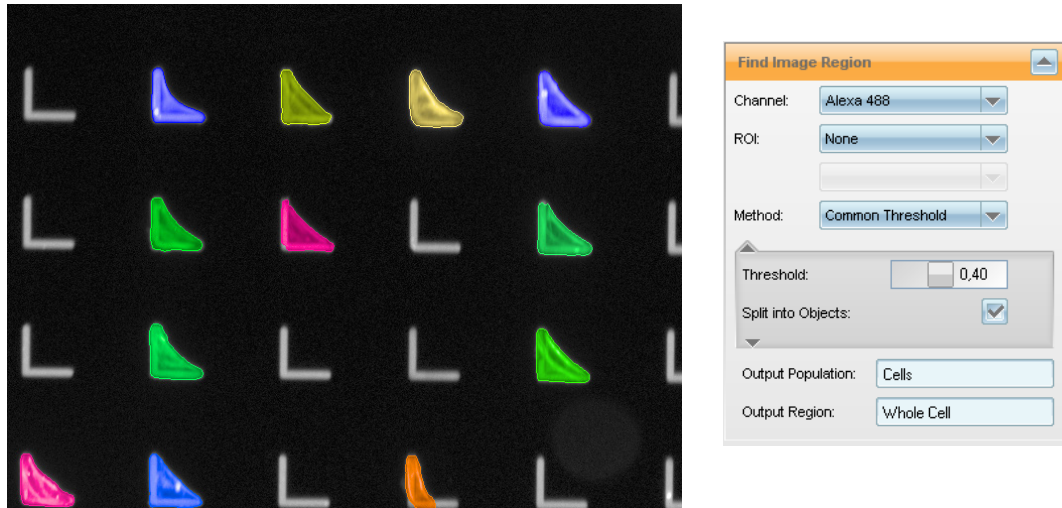 Find Image Region
Channel: Alexa 488
ROI: None
Method: Common Threshold
Threshold: 0,40
Split into Objects:
Output Population: Cells
Output Region: Whole Cell